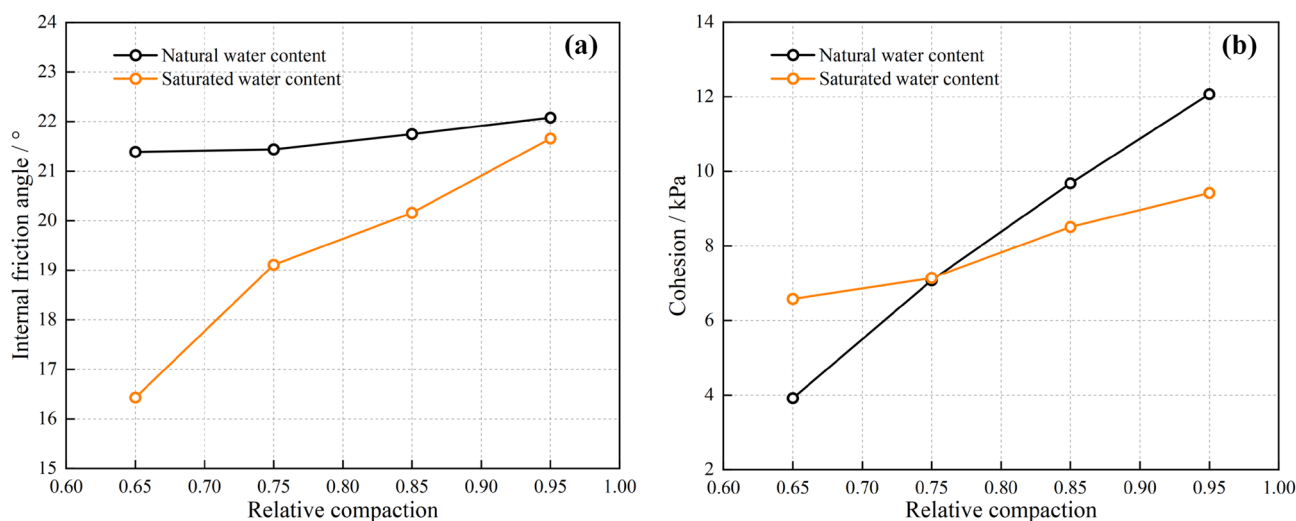 (a)
Natural water content
Saturated water content
24
23
22
21
20
19
18
17
16
15
Internal friction angle / °
0.60 0.65 0.70 0.75 0.80 0.85 0.90 0.95 1.00
Relative compaction
(b)
Natural water content
Saturated water content
14
12
10
8
6
4
2
Cohesion / kPa
0.60 0.65 0.70 0.75 0.80 0.85 0.90 0.95 1.00
Relative compaction